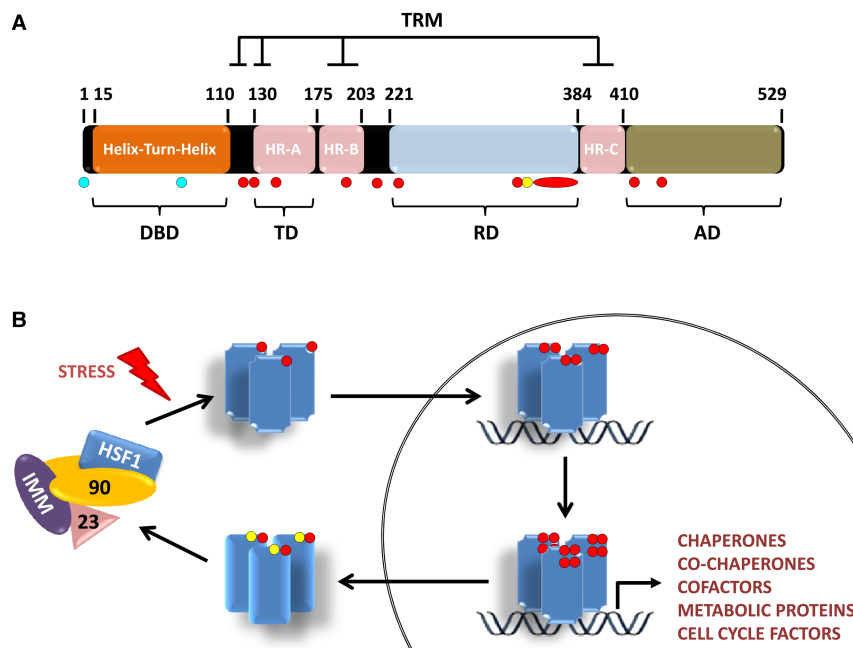 A
TRM
1 15 110 130 175 203 221 384 410 529
Helix-Turn-Helix HR-A HR-B HR-C
DBD TD RD AD
B
STRESS
HSF1
IMM
90
23
CHAPERONES
CO-CHAPERONES
COFACTORS
METABOLIC PROTEINS
CELL CYCLE FACTORS